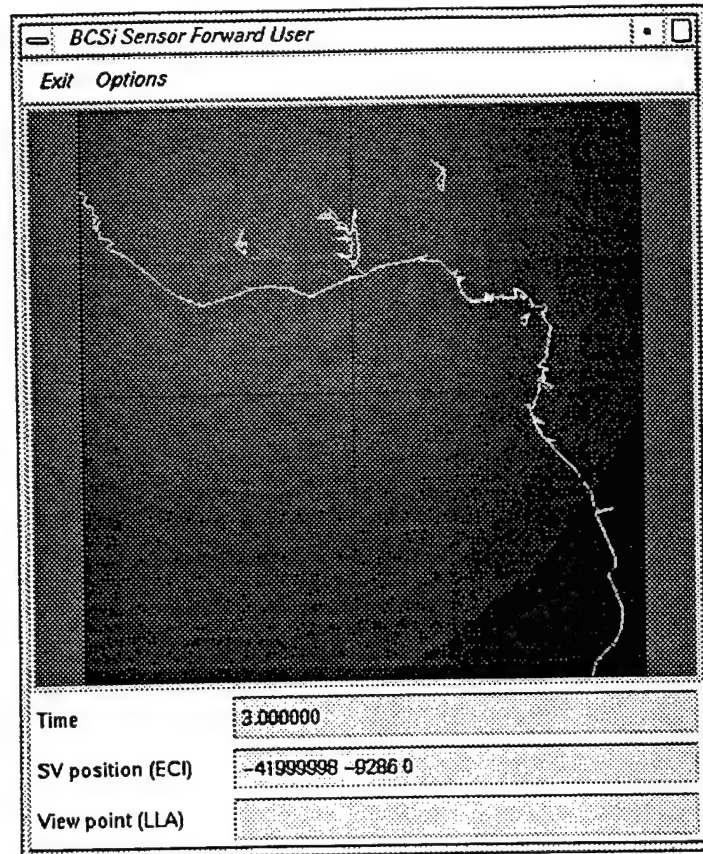 BCSi Sensor Forward User
Exit Options
Time 3.000000
SV position (ECI) -41999998 -9286 0
View point (LLA)